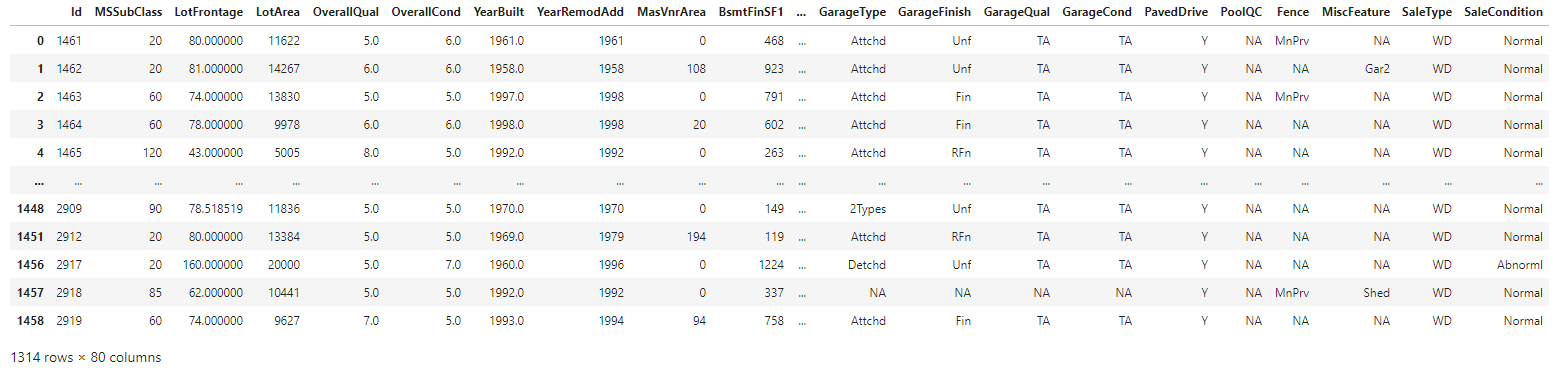 Id MSSubClass LotFrontage LotArea OverallQual OverallCond YearBuilt YearRemodAdd MasVnrArea BsmtFinSF1 ... GarageType GarageFinish GarageQual GarageCond PavedDrive PoolQC Fence MiscFeature SaleType SaleCondition
0 1461 20 80.000000 11622 5.0 6.0 1961.0 1961 0 468 ... Attchd Unf TA TA Y NA MnPrv NA WD Normal
1 1462 20 81.000000 14267 6.0 6.0 1958.0 1958 108 923 ... Attchd Unf TA TA Y NA NA Gar2 WD Normal
2 1463 60 74.000000 13830 5.0 5.0 1997.0 1998 0 791 ... Attchd Fin TA TA Y NA MnPrv NA WD Normal
3 1464 60 78.000000 9978 6.0 6.0 1998.0 1998 20 602 ... Attchd Fin TA TA Y NA NA NA WD Normal
4 1465 120 43.000000 5005 8.0 5.0 1992.0 1992 0 263 ... Attchd RFn TA TA Y NA NA NA WD Normal
... ... ... ... ... ... ... ... ... ... ... ... ... ... ... ... ... ... ... ... ... ...
1448 2909 90 78.518519 11836 5.0 5.0 1970.0 1970 0 149 ... 2Types Unf TA TA Y NA NA NA WD Normal
1451 2912 20 80.000000 13384 5.0 5.0 1969.0 1979 194 119 ... Attchd RFn TA TA Y NA NA NA WD Normal
1456 2917 20 160.000000 20000 5.0 7.0 1960.0 1996 0 1224 ... Detchd Unf TA TA Y NA NA NA WD Abnorml
1457 2918 85 62.000000 10441 5.0 5.0 1992.0 1992 0 337 ... NA NA NA NA Y NA MnPrv Shed WD Normal
1458 2919 60 74.000000 9627 7.0 5.0 1993.0 1994 94 758 ... Attchd Fin TA TA Y NA NA NA WD Normal
1314 rows × 80 columns